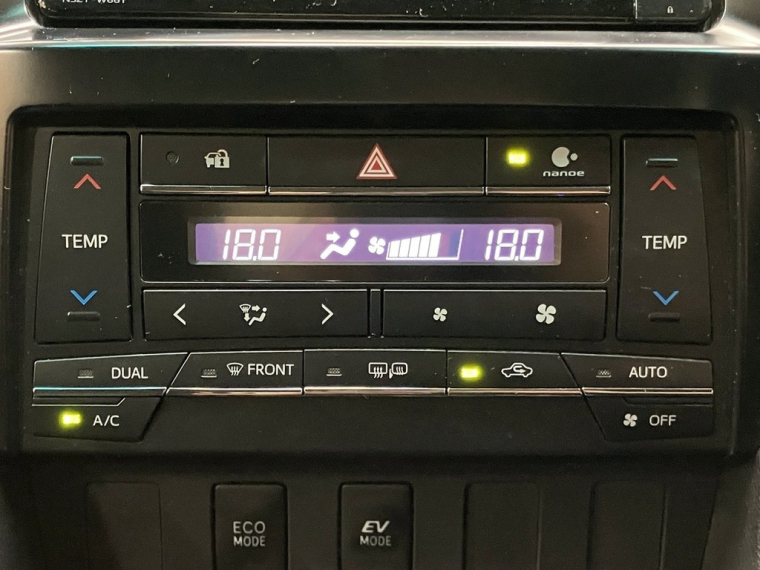 nanoe
TEMP
18.0
18.0
TEMP
DUAL
FRONT
AUTO
A/C
OFF
ECO
MODE
EV
MODE